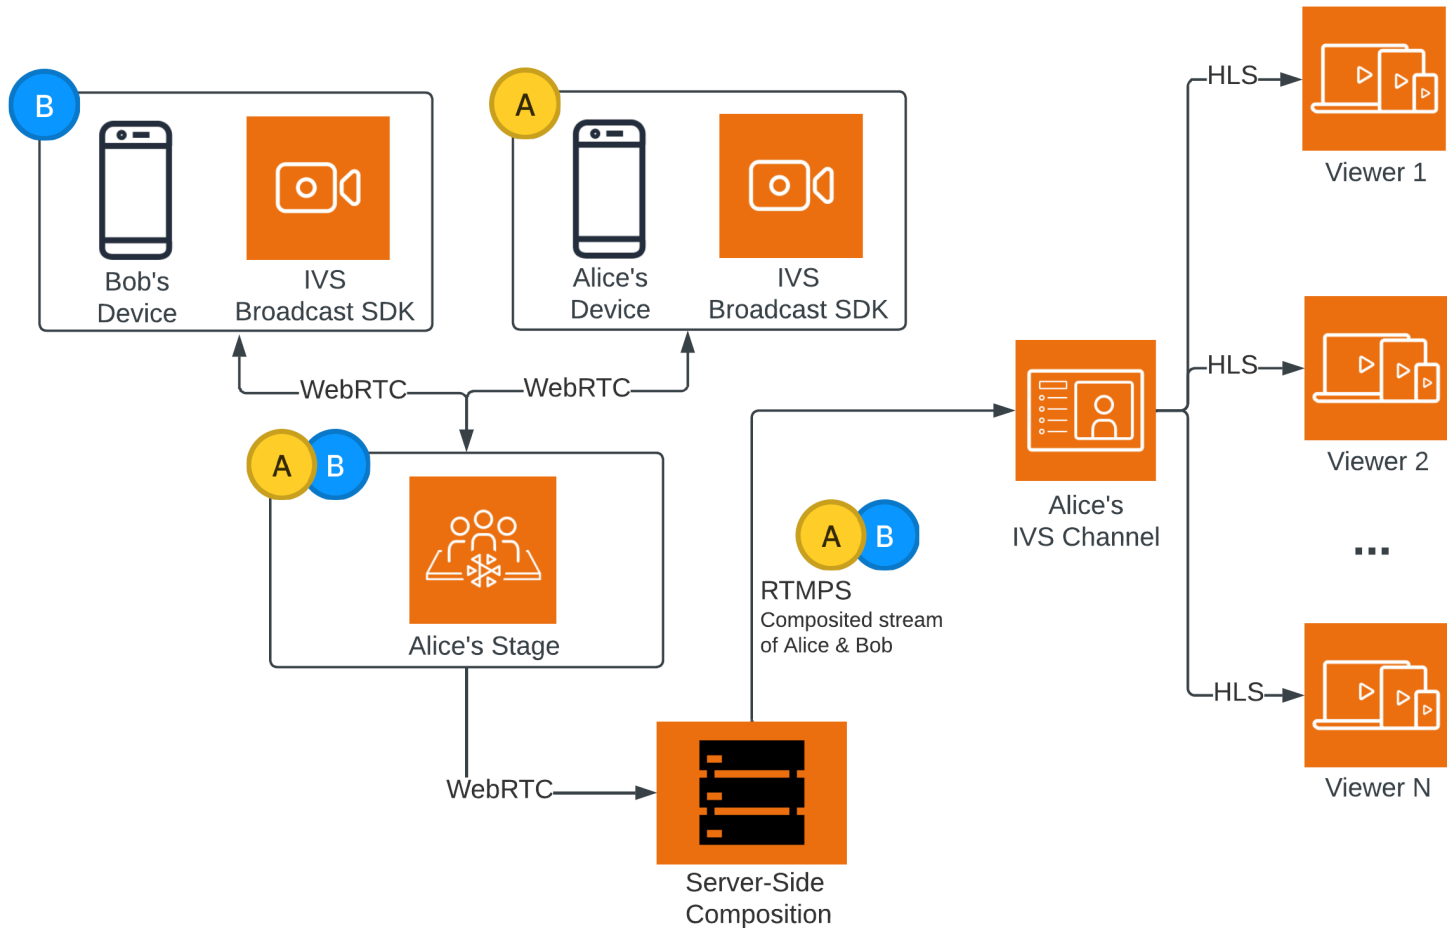 B
Bob's
Device
IVS
Broadcast SDK
A
Alice's
Device
IVS
Broadcast SDK
WebRTC
WebRTC
A
B
Alice's Stage
WebRTC
Server-Side
Composition
A
B
RTMPS
Composited stream
of Alice & Bob
Alice's
IVS Channel
HLS
Viewer 1
HLS
Viewer 2
...
HLS
Viewer N